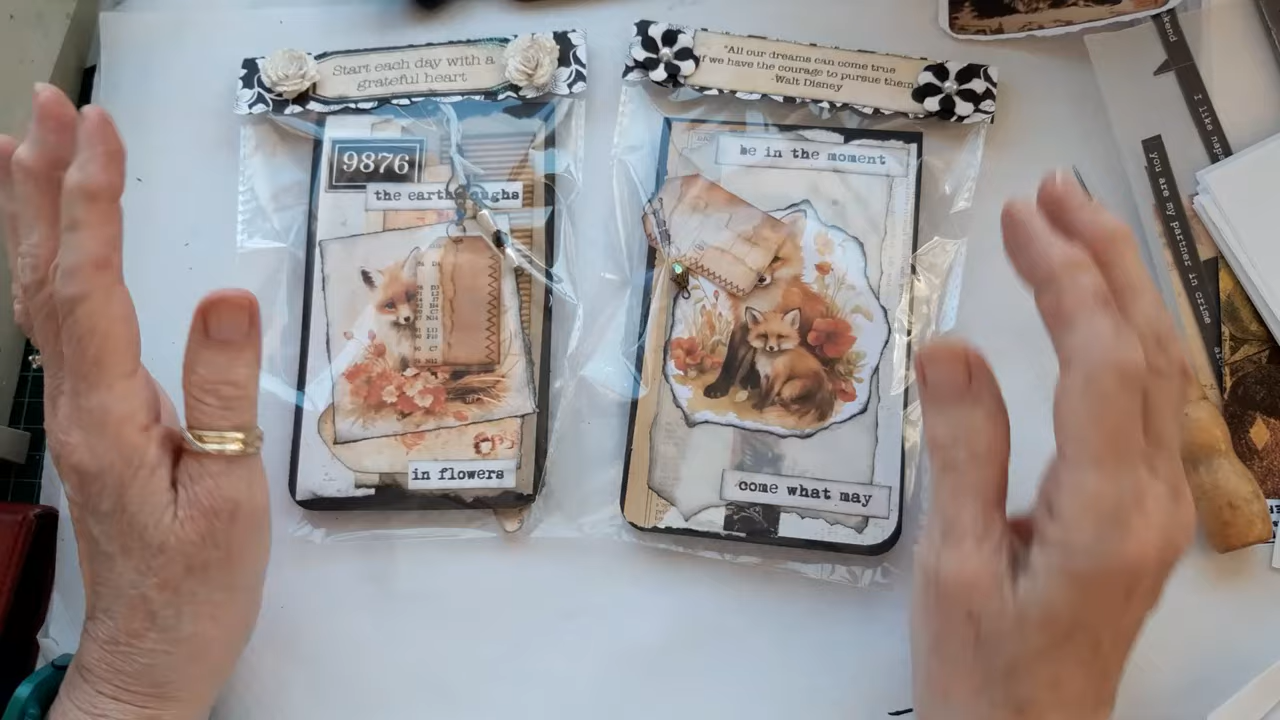 Start each day with a
grateful heart
"All our dreams can come true
if we have the courage to pursue them"
-Walt Disney
9876
the earth
ughs
in flowers
be in the moment
come what may
I like naps
you are my partner in crime